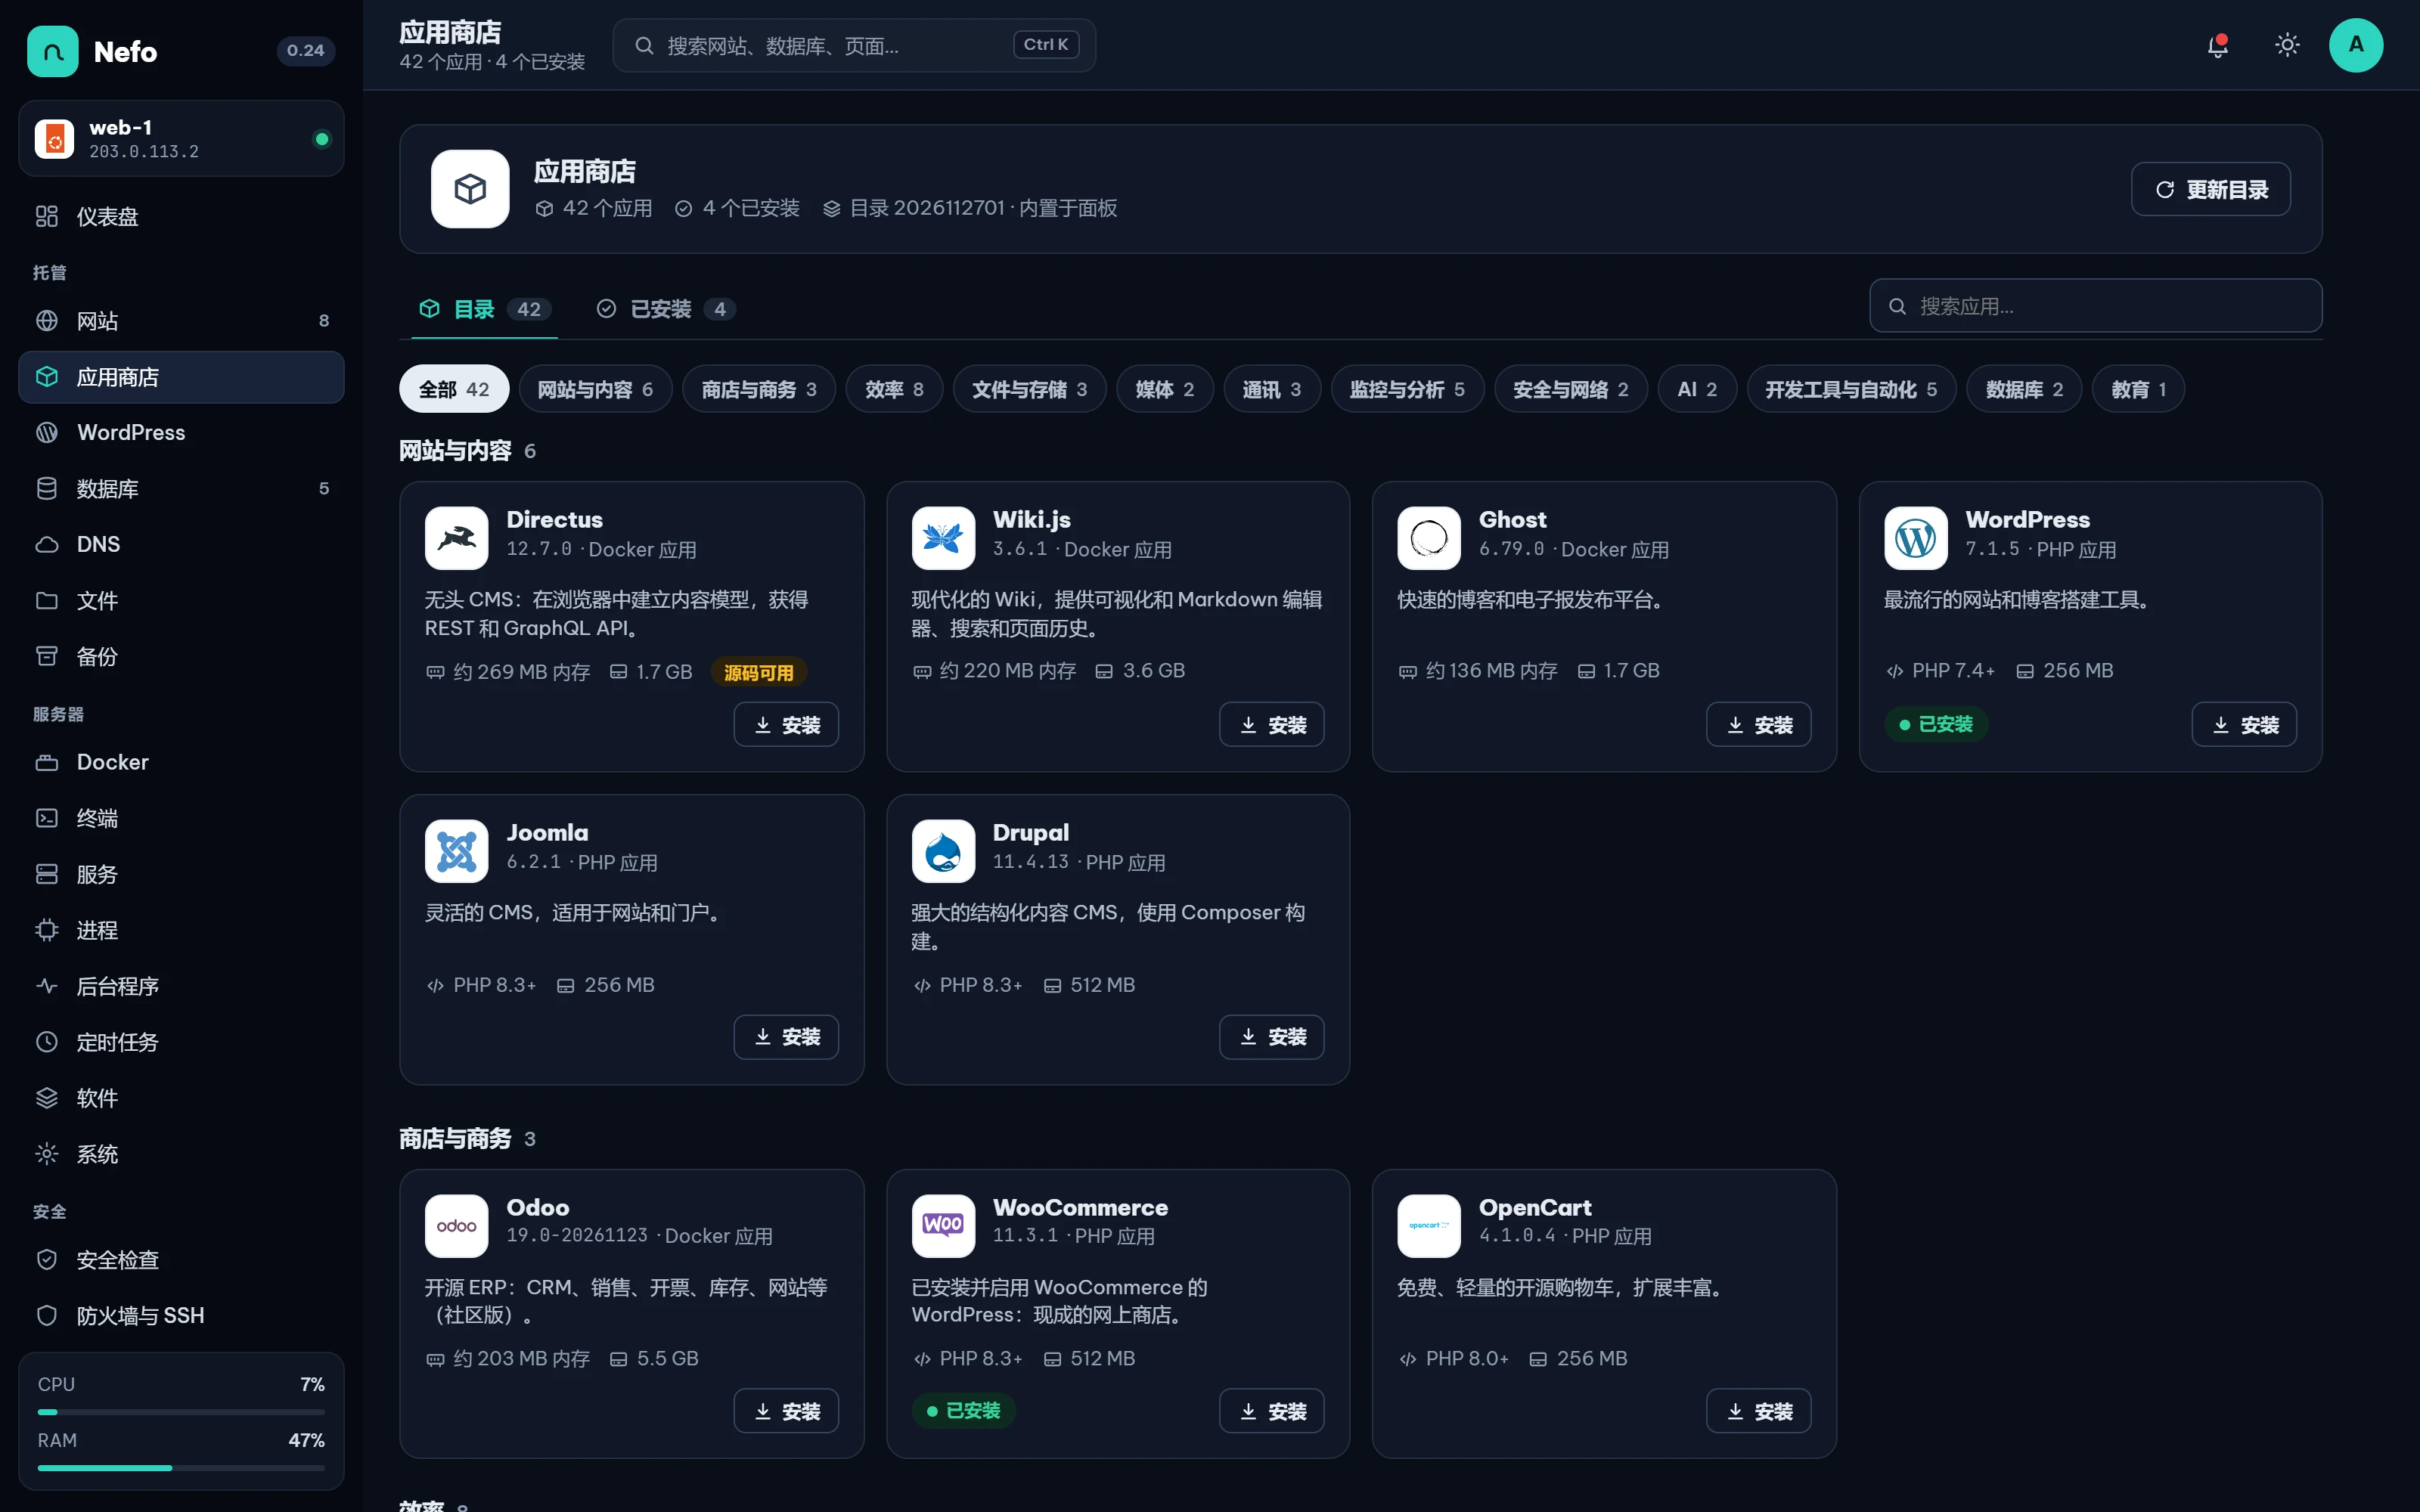 Nefo
0.24
web-1
203.0.113.2
仪表盘
托管
网站 8
应用商店
WordPress
数据库 5
DNS
文件
备份
服务器
Docker
终端
服务
进程
后台程序
定时任务
软件
系统
安全
安全检查
防火墙与 SSH
CPU 7%
RAM 47%
应用商店
42 个应用 · 4 个已安装
搜索网站、数据库、页面...
Ctrl K
A
应用商店
42 个应用 4 个已安装 目录 2026112701 · 内置于面板
更新目录
目录 42
已安装 4
搜索应用...
全部 42
网站与内容 6
商店与商务 3
效率 8
文件与存储 3
媒体 2
通讯 3
监控与分析 5
安全与网络 2
AI 2
开发工具与自动化 5
数据库 2
教育 1
网站与内容 6
Directus
12.7.0 · Docker 应用
无头 CMS：在浏览器中建立内容模型，获得
REST 和 GraphQL API。
约 269 MB 内存 1.7 GB 源码可用
安装
Wiki.js
3.6.1 · Docker 应用
现代化的 Wiki，提供可视化和 Markdown 编辑
器、搜索和页面历史。
约 220 MB 内存 3.6 GB
安装
Ghost
6.79.0 · Docker 应用
快速的博客和电子报发布平台。
约 136 MB 内存 1.7 GB
安装
WordPress
7.1.5 · PHP 应用
最流行的网站和博客搭建工具。
PHP 7.4+ 256 MB
已安装
安装
Joomla
6.2.1 · PHP 应用
灵活的 CMS，适用于网站和门户。
PHP 8.3+ 256 MB
安装
Drupal
11.4.13 · PHP 应用
强大的结构化内容 CMS，使用 Composer 构
建。
PHP 8.3+ 512 MB
安装
商店与商务 3
odoo
Odoo
19.0-20261123 · Docker 应用
开源 ERP：CRM、销售、开票、库存、网站等
（社区版）。
约 203 MB 内存 5.5 GB
安装
WOO
WooCommerce
11.3.1 · PHP 应用
已安装并启用 WooCommerce 的
WordPress：现成的网上商店。
PHP 8.3+ 512 MB
已安装
安装
opencart
OpenCart
4.1.0.4 · PHP 应用
免费、轻量的开源购物车，扩展丰富。
PHP 8.0+ 256 MB
安装
效率 8